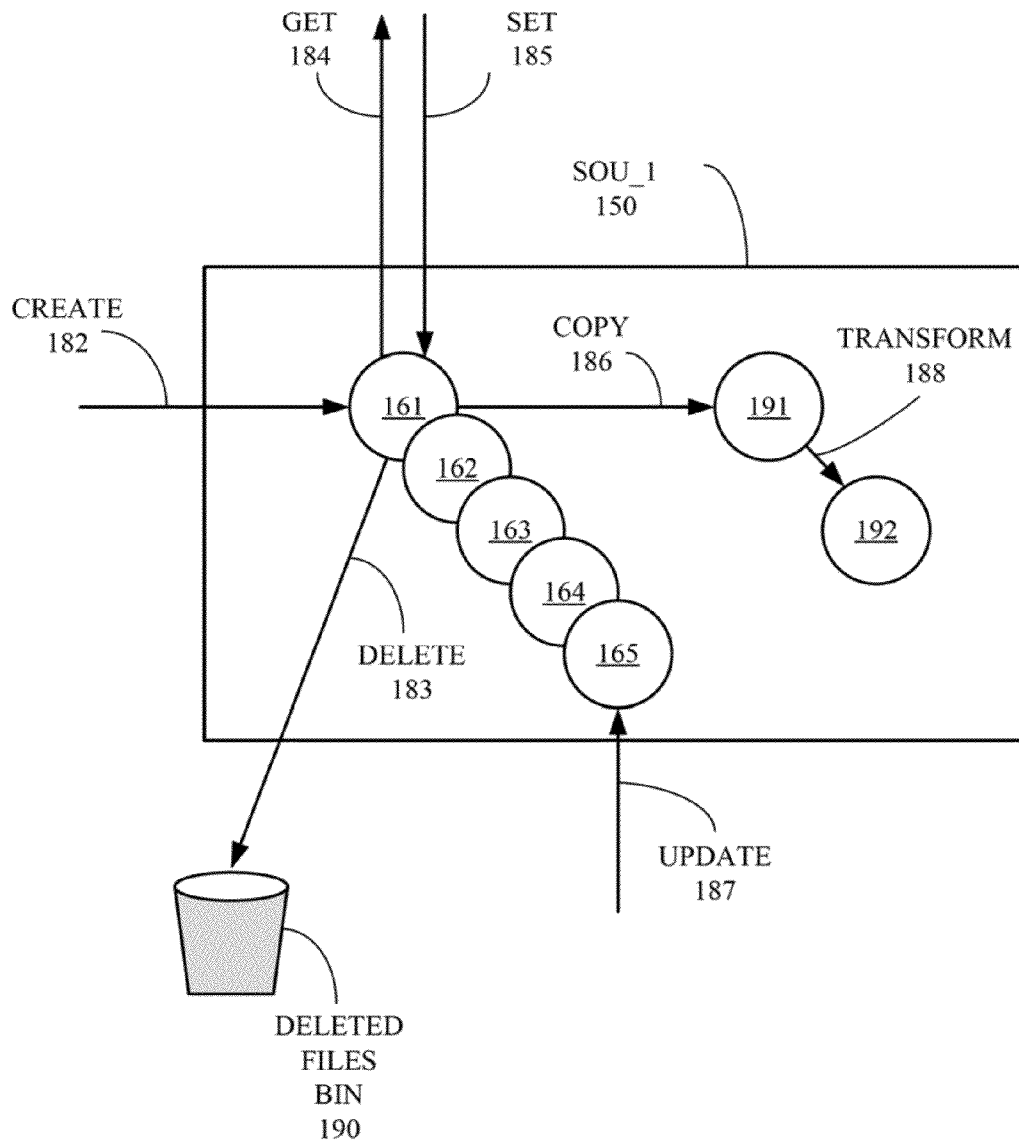 GET
184
SET
185
SOU_1
150
CREATE
182
COPY
186
TRANSFORM
188
161
191
162
163
192
164
165
DELETE
183
UPDATE
187
DELETED
FILES
BIN
190